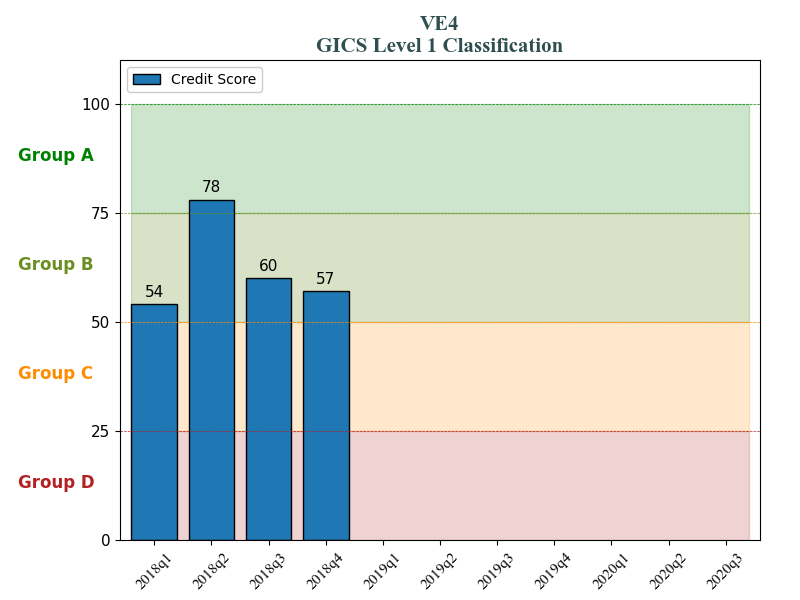 VE4
GICS Level 1 Classification
Credit Score
100
Group A
78
75
Group B
60
57
54
50
Group C
25
Group D
0
2018q1 2018q2 2018q3 2018q4 2019q1 2019q2 2019q3 2019q4 2020q1 2020q2 2020q3